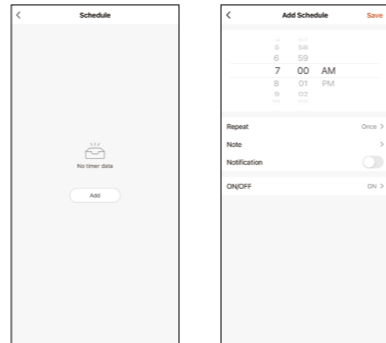 Schedule
No timer data
Add
Add Schedule
Save
5 58
6 59
7 00 AM
8 01 PM
9 02
Repeat
Once >
Note
>
Notification
ON/OFF
ON >